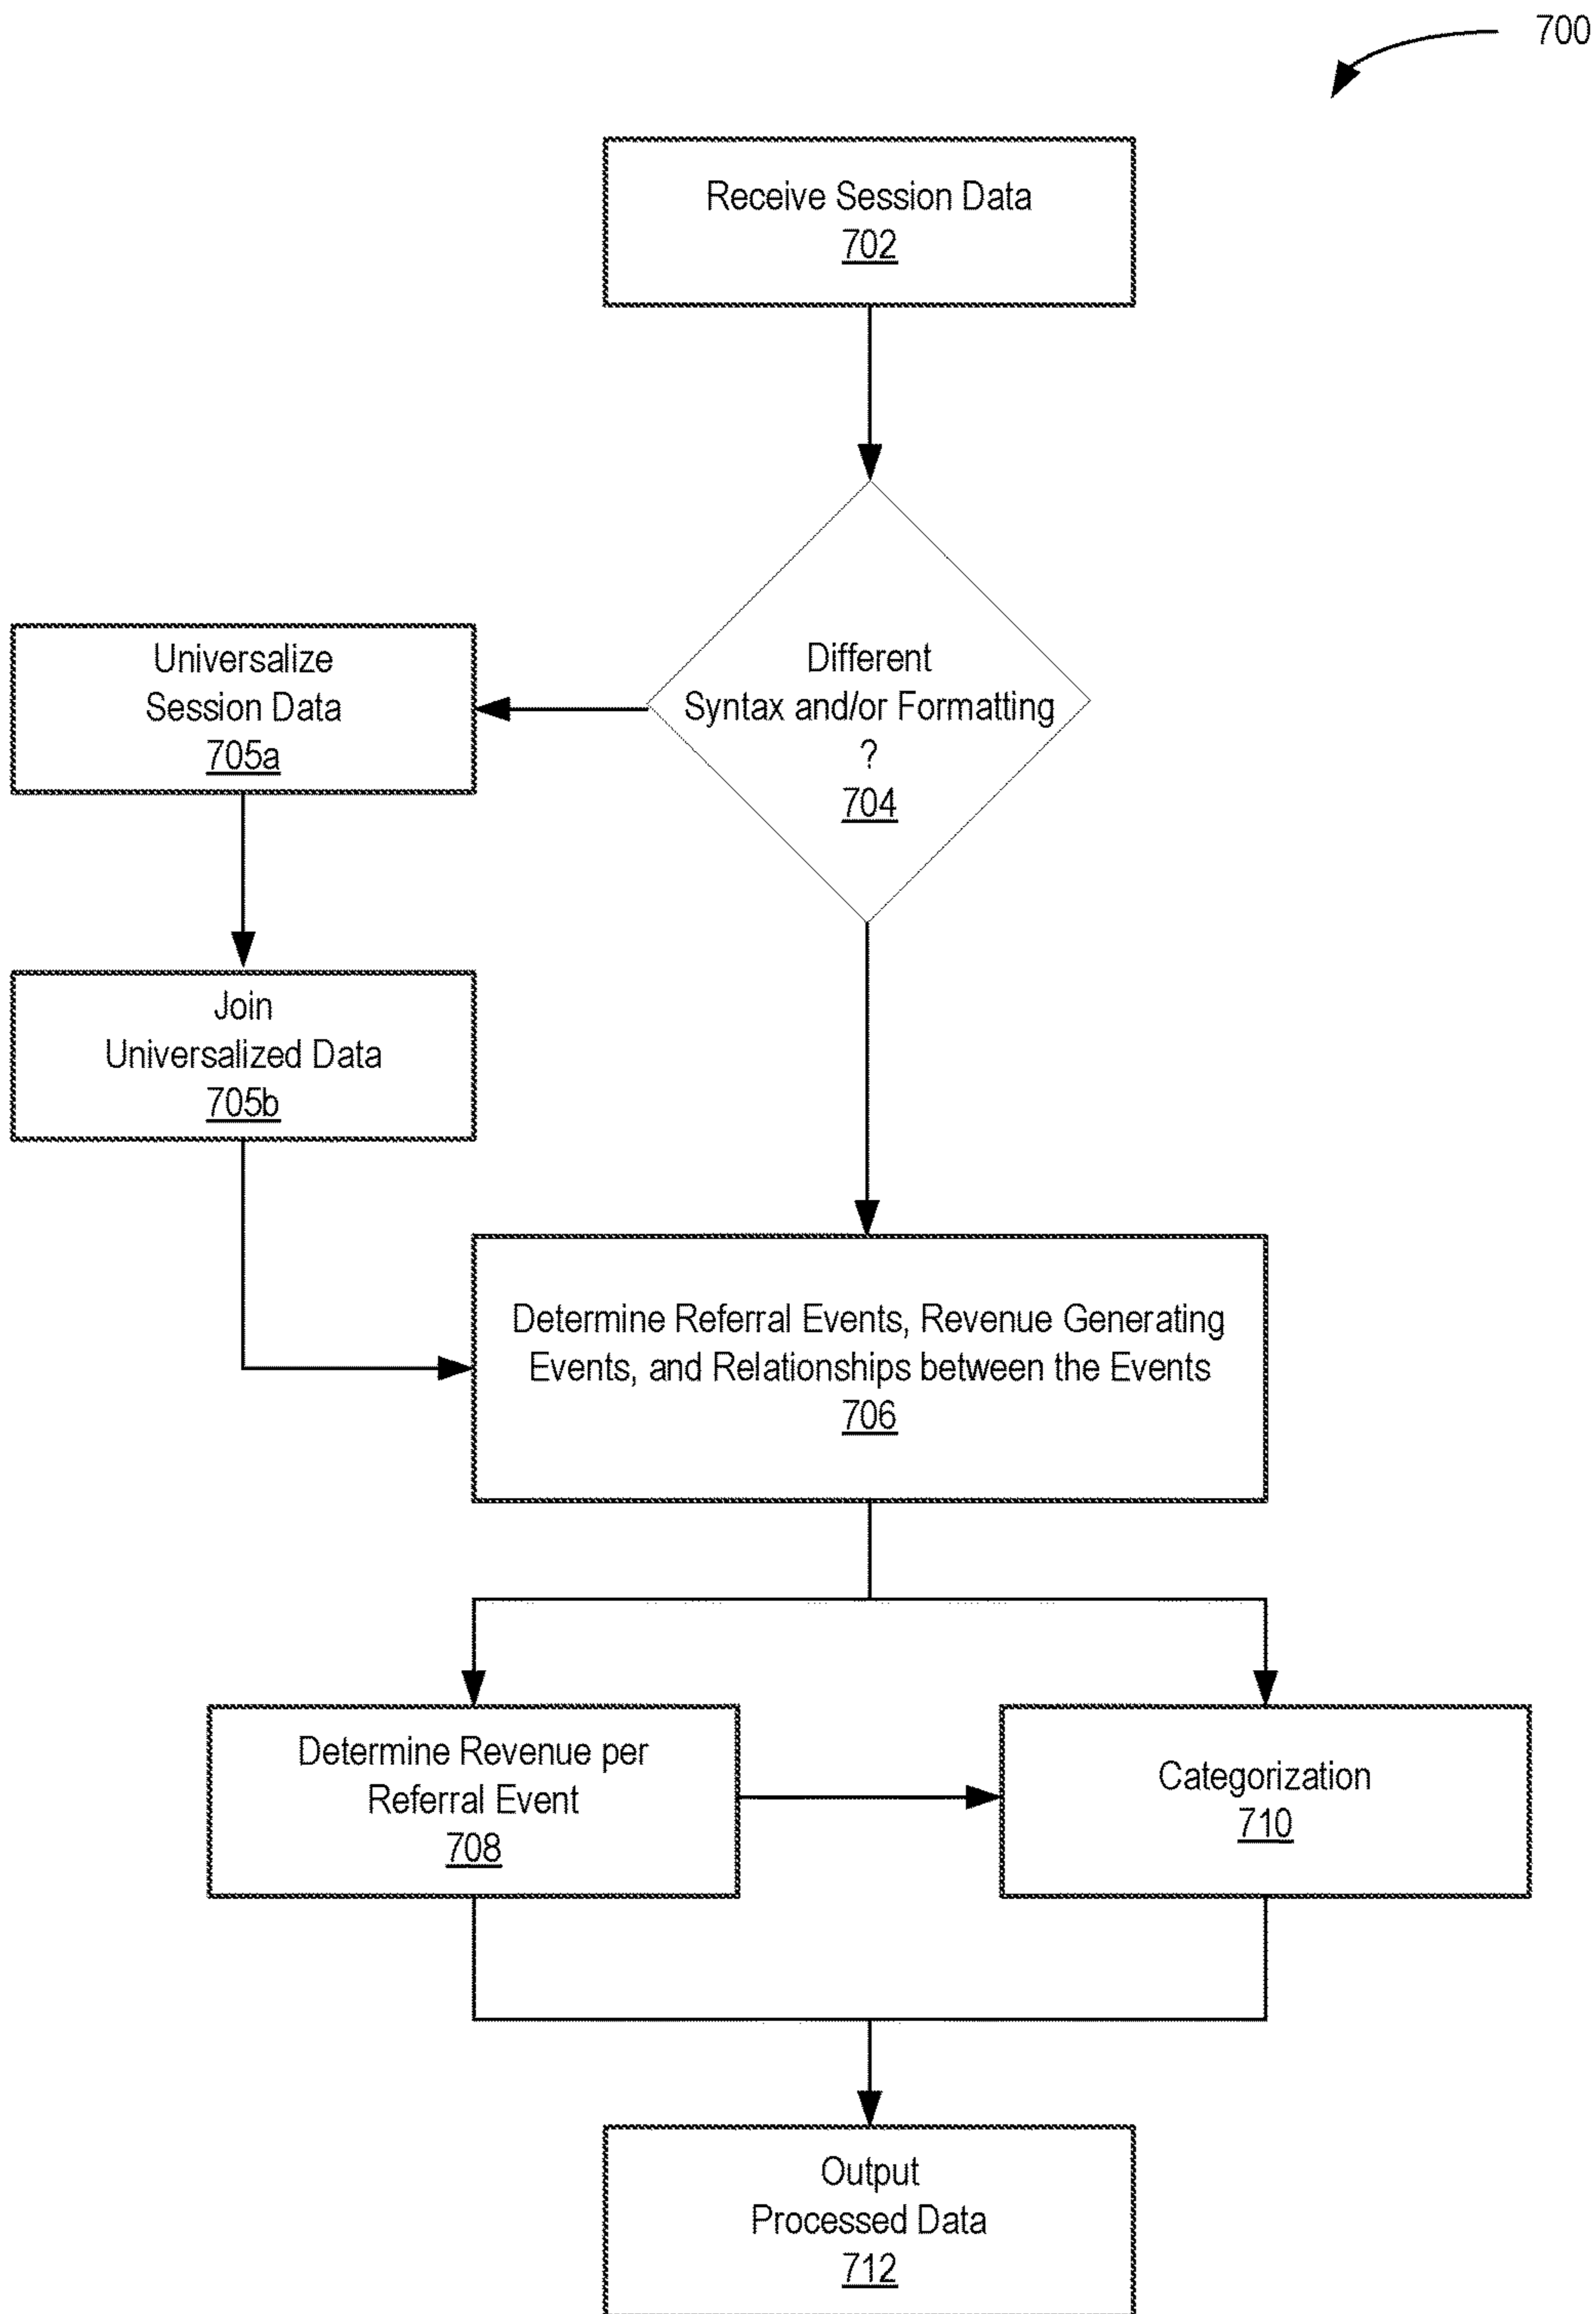 700
Receive Session Data
702
Different
Syntax and/or Formatting
?
704
Universalize
Session Data
705a
Join
Universalized Data
705b
Determine Referral Events, Revenue Generating
Events, and Relationships between the Events
706
Determine Revenue per
Referral Event
708
Categorization
710
Output
Processed Data
712